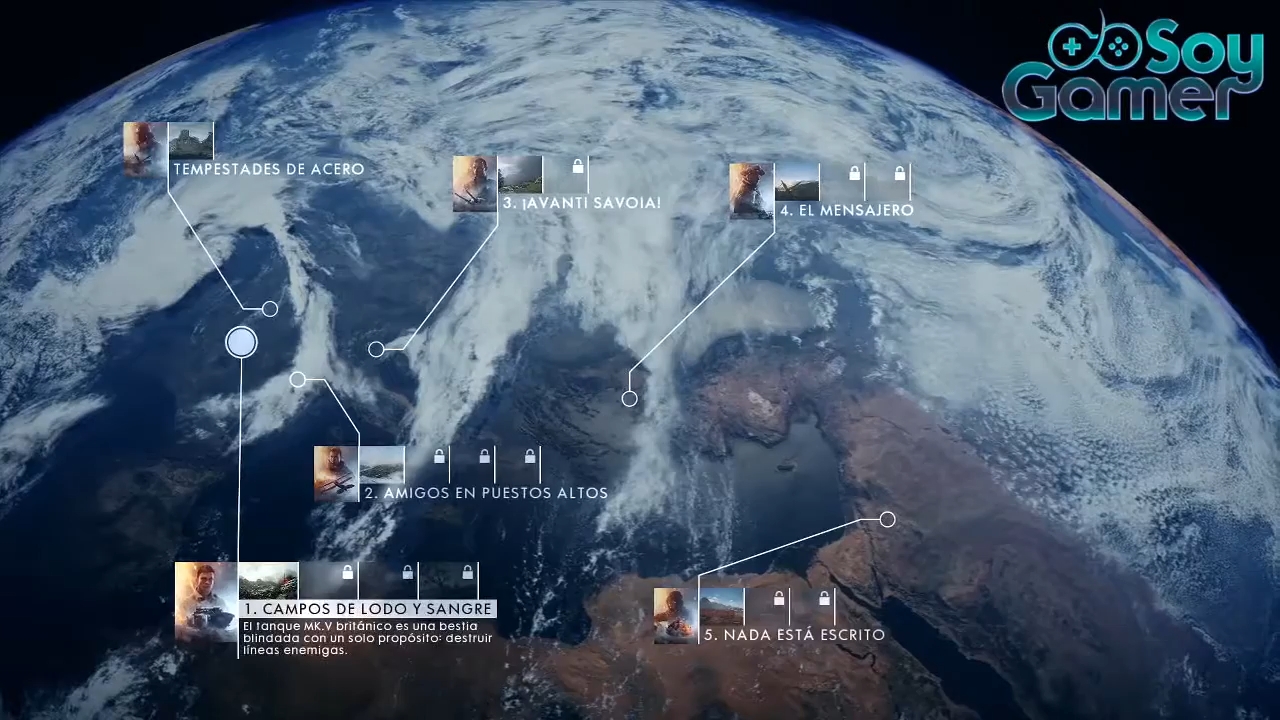 Soy
Gamer
TEMPESTADES DE ACERO
3. ¡AVANTI SAVOIA!
4. EL MENSAJERO
2. AMIGOS EN PUESTOS ALTOS
1. CAMPOS DE LODO Y SANGRE
El tanque MK.V británico es una bestia
blindada con un solo propósito: destruir
líneas enemigas.
5. NADA ESTÁ ESCRITO